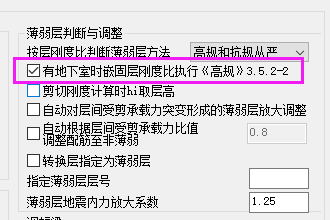 薄弱层判断与调整
按层刚度比判断薄弱层方法 高规和抗规从严
有地下室时嵌固层刚度比执行《高规》3.5.2-2
剪切刚度计算时hi取层高
自动对层间受剪承载力突变形成的薄弱层放大调整
自动根据层间受剪承载力比值
调整配筋至非薄弱 0.8
转换层指定为薄弱层
指定薄弱层层号
薄弱层地震内力放大系数 1.25